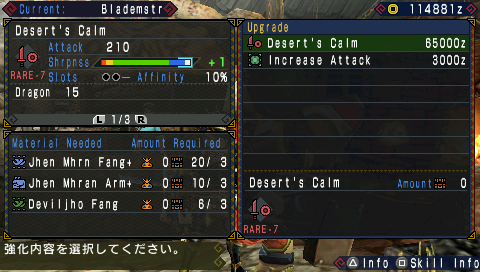 Current: Blademstr
114881z
Desert's Calm
Attack 210
Shrpnss +1
RARE-7 Slots ○○— Affinity 10%
Dragon 15
L 1/3 R
Material Needed Amount Required
Jhen Mhrn Fang+ 0 20/ 3
Jhen Mhran Arm+ 0 10/ 3
Deviljho Fang 0 6/ 3
Upgrade
Desert's Calm 65000z
Increase Attack 3000z
Desert's Calm Amount 0
RARE-7
強化内容を選択してください。
△Info □Skill Info